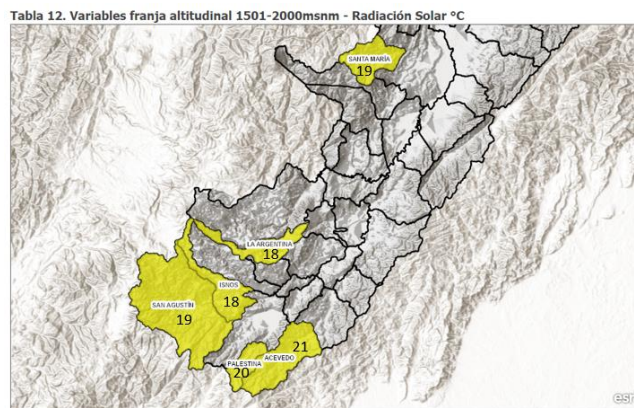 Tabla 12. Variables franja altitudinal 1501-2000msnm - Radiación Solar °C
SANTA MARÍA
19
LA ARGENTINA
18
ISNOS
18
SAN AGUSTÍN
19
21
PALESTINA ACEVEDO
20
esri